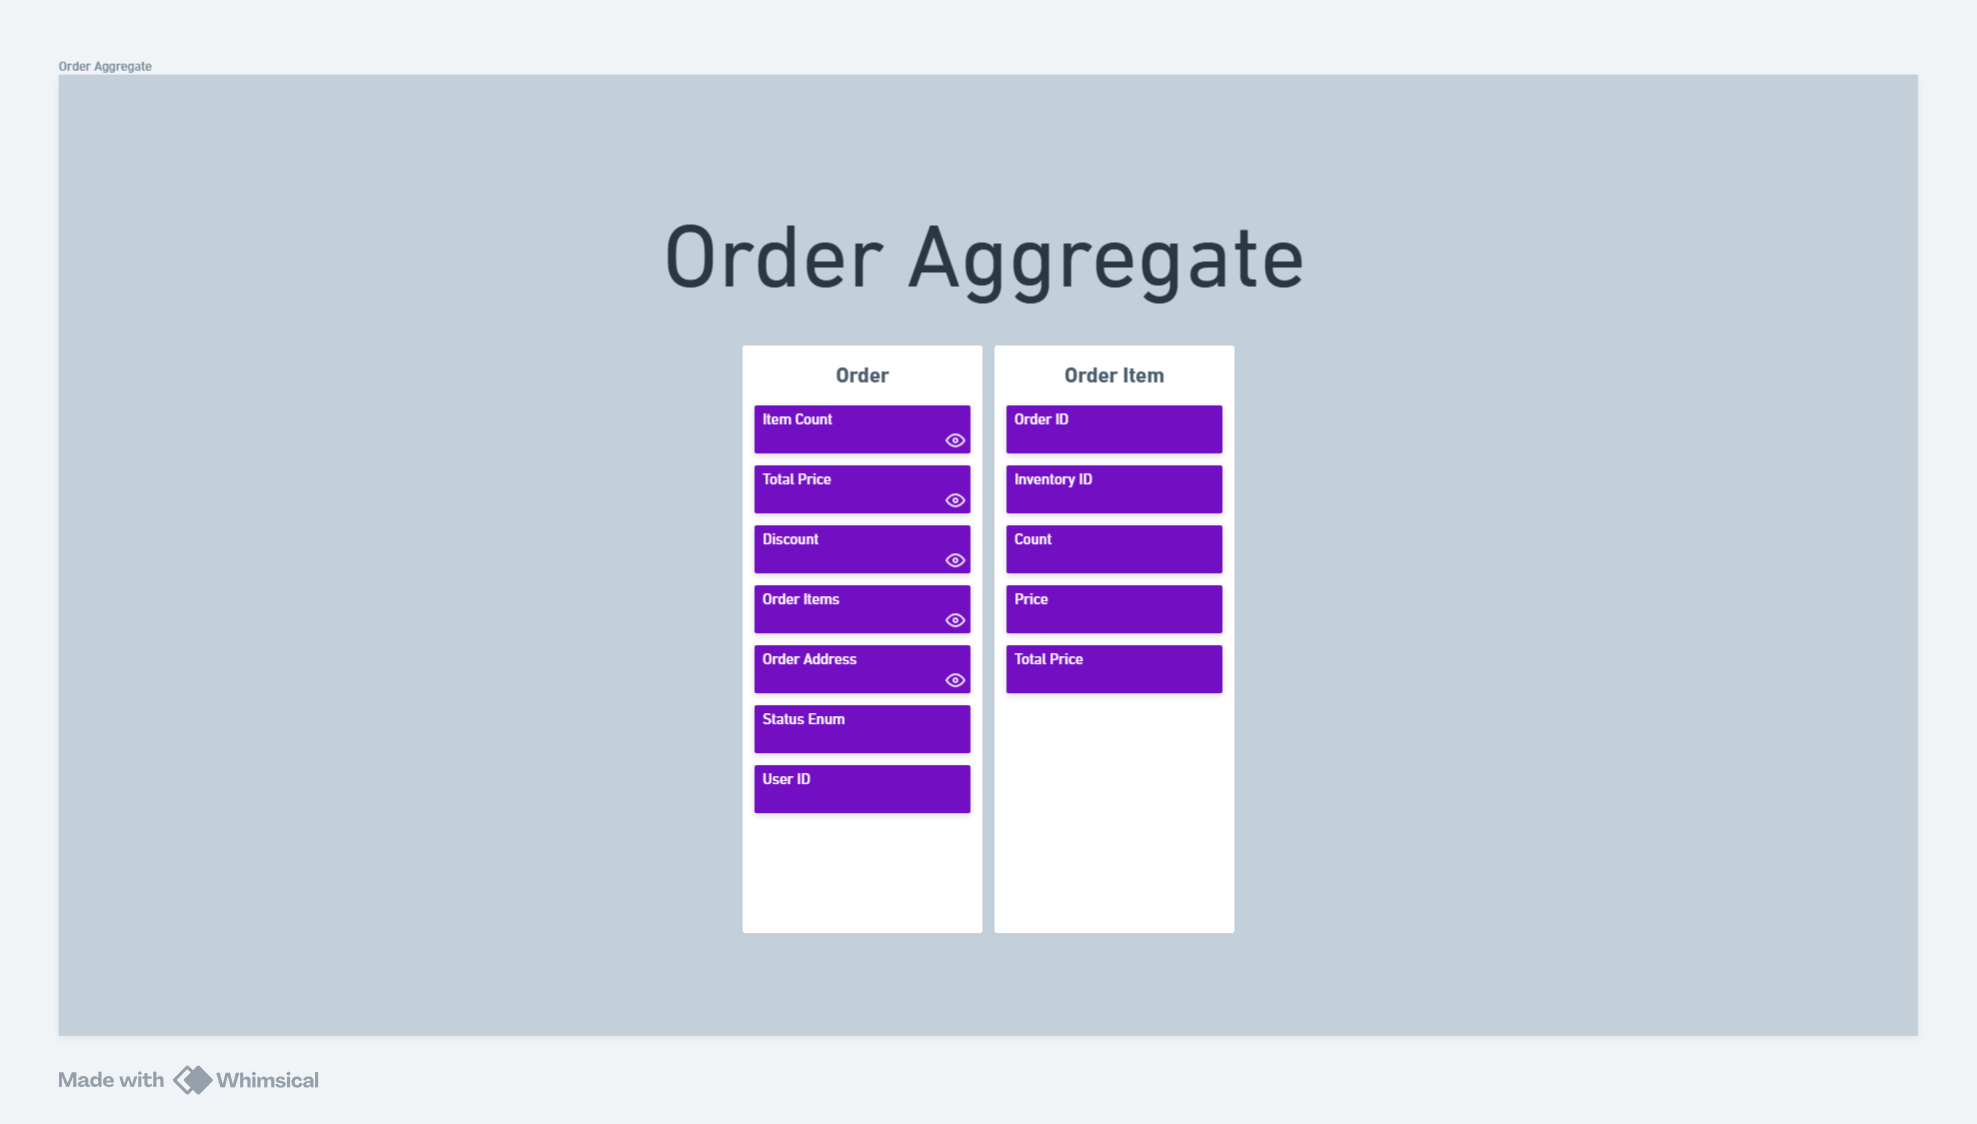 Order Aggregate
Order Aggregate
Order
Item Count
Total Price
Discount
Order Items
Order Address
Status Enum
User ID
Order Item
Order ID
Inventory ID
Count
Price
Total Price
Made with Whimsical